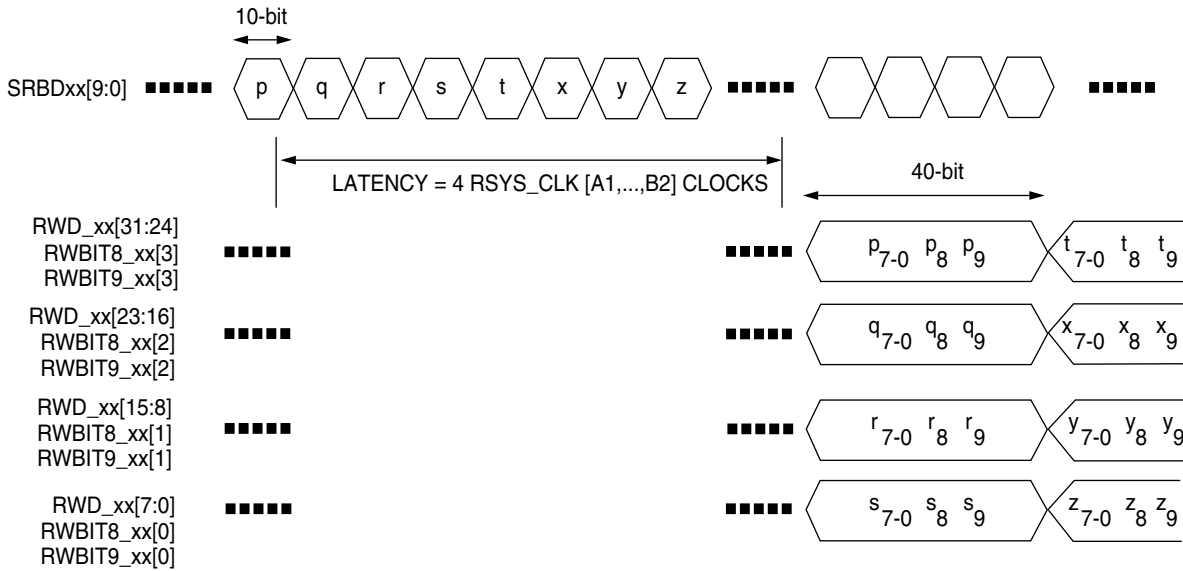 10-bit
SRBDxx[9:0] p q r s t x y z
LATENCY = 4 RSYS_CLK [A1,...,B2] CLOCKS
40-bit
RWD_xx[31:24]
RWBIT8_xx[3]
RWBIT9_xx[3]
p7-0 p8 p9 t7-0 t8 t9
RWD_xx[23:16]
RWBIT8_xx[2]
RWBIT9_xx[2]
q7-0 q8 q9 x7-0 x8 x9
RWD_xx[15:8]
RWBIT8_xx[1]
RWBIT9_xx[1]
r7-0 r8 r9 y7-0 y8 y9
RWD_xx[7:0]
RWBIT8_xx[0]
RWBIT9_xx[0]
s7-0 s8 s9 z7-0 z8 z9